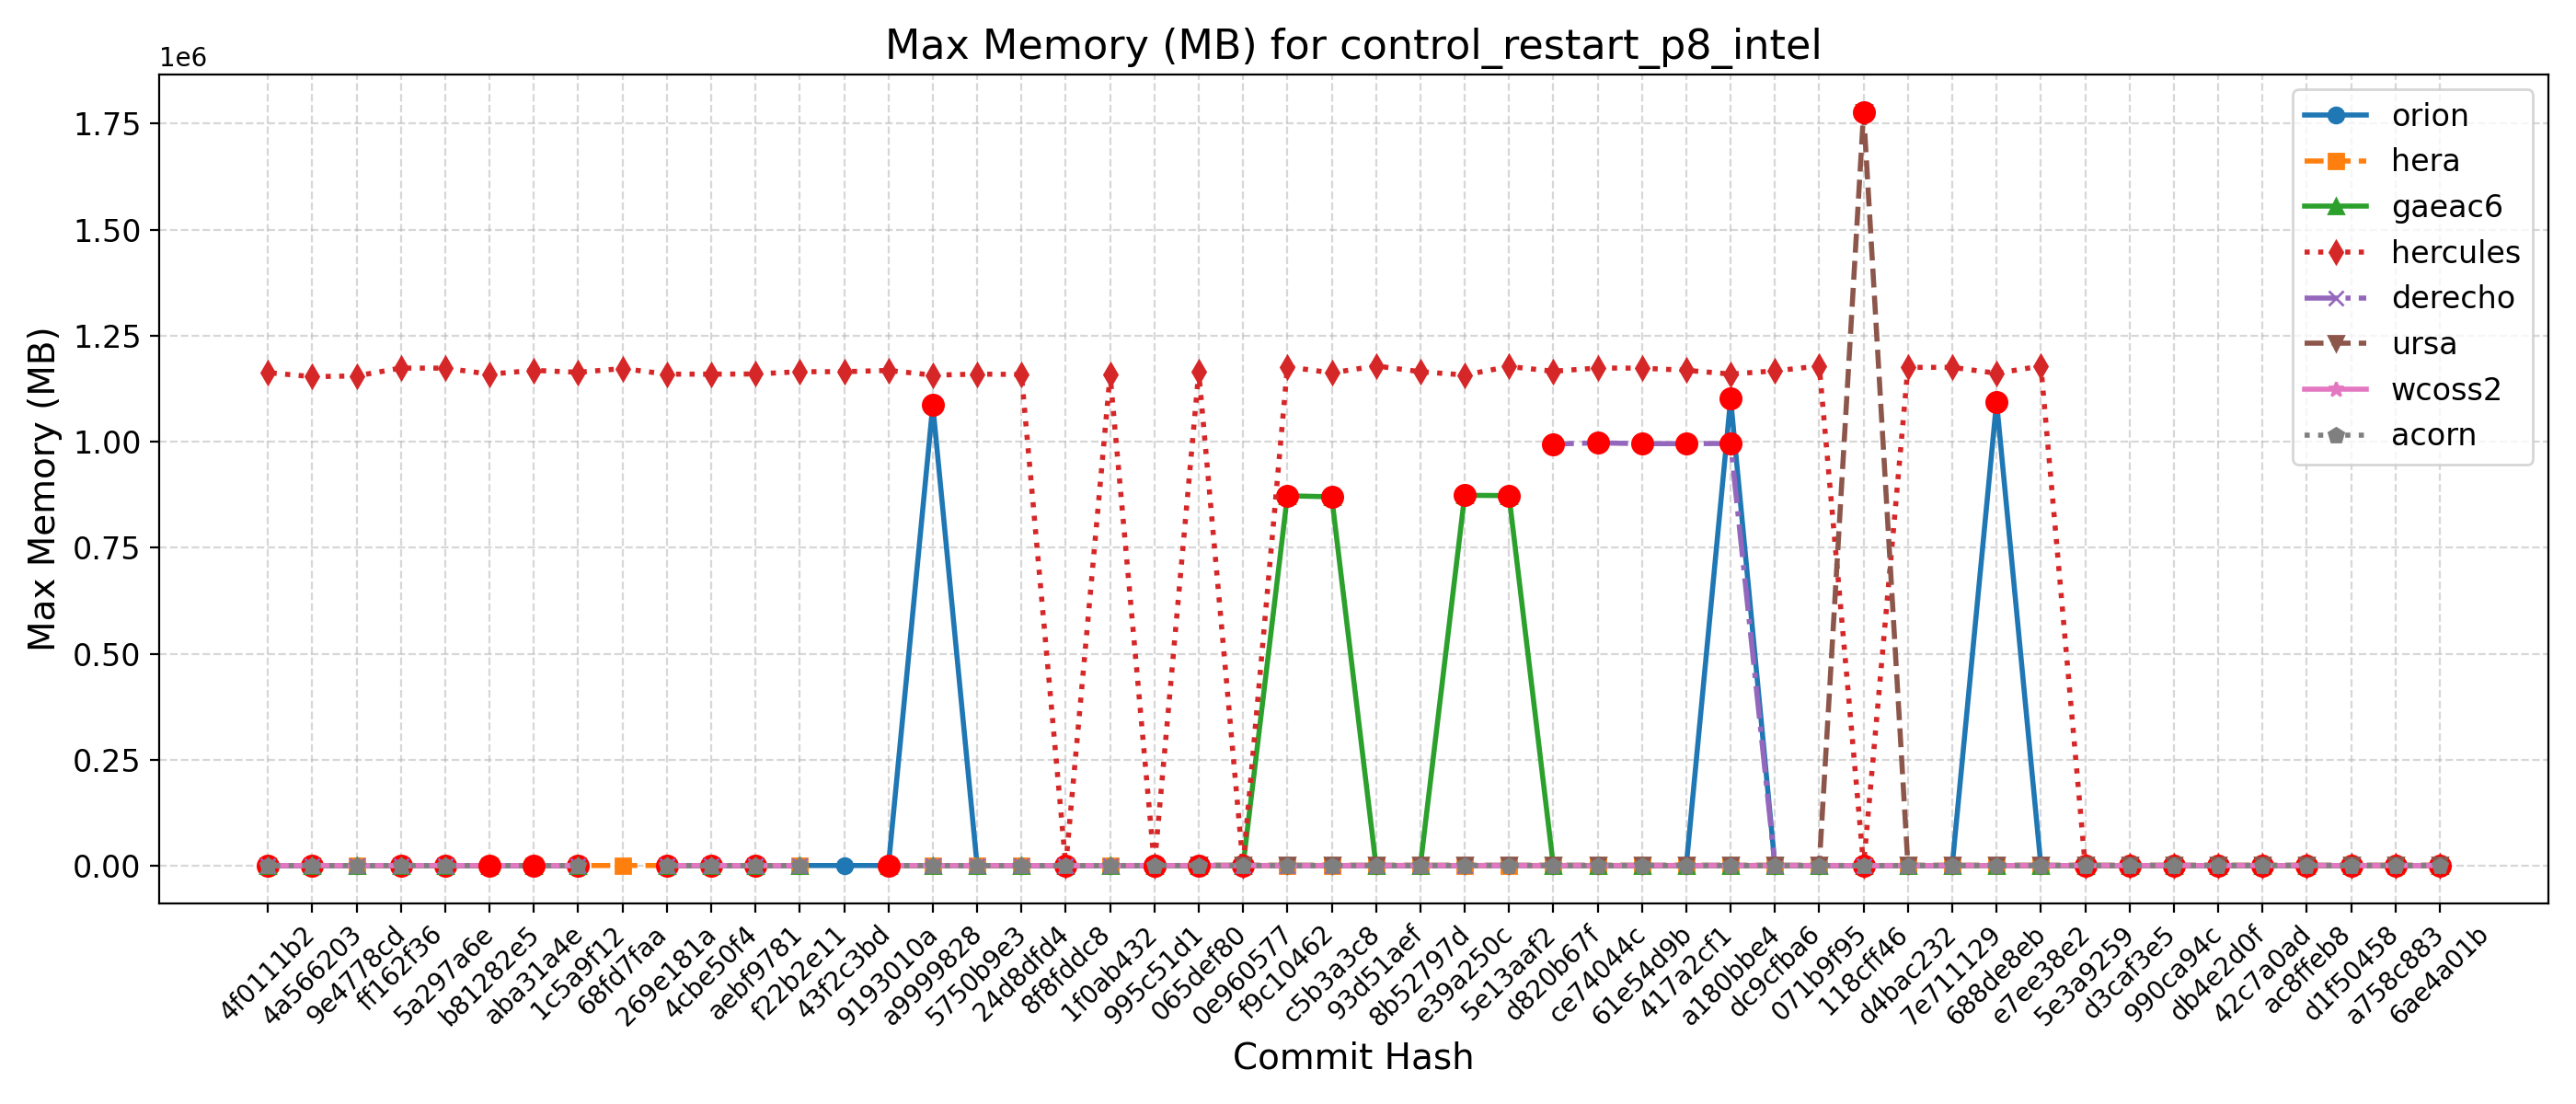 Max Memory (MB) for control_restart_p8_intel
1e6
1.75
1.50
1.25
1.00
0.75
0.50
0.25
0.00
Max Memory (MB)
orion
hera
gaeac6
hercules
derecho
ursa
wcoss2
acorn
4f0111b2
4a566203
9e4778cd
ff162f36
5a297a6e
b81282e5
aba31a4e
1c5a9f12
68fd7faa
269e181a
4cbe50f4
aebf9781
f22b2e11
43f2c3bd
9193010a
a9999828
5750b9e3
24d8dfd4
8f8fddc8
1f0ab432
995c51d1
065def80
0e960577
f9c10462
c5b3a3c8
93d51aef
8b52797d
e39a250c
5e13aaf2
d820b67f
ce74044c
61e54d9b
417a2cf1
a180bbe4
dc9cfba6
071b9f95
118cff46
d4bac232
7e711129
688de8eb
e7ee38e2
5e3a9259
d3caf3e5
990ca94c
db4e2d0f
42c7a0ad
ac8ffeb8
d1f50458
a758c883
6ae4a01b
Commit Hash